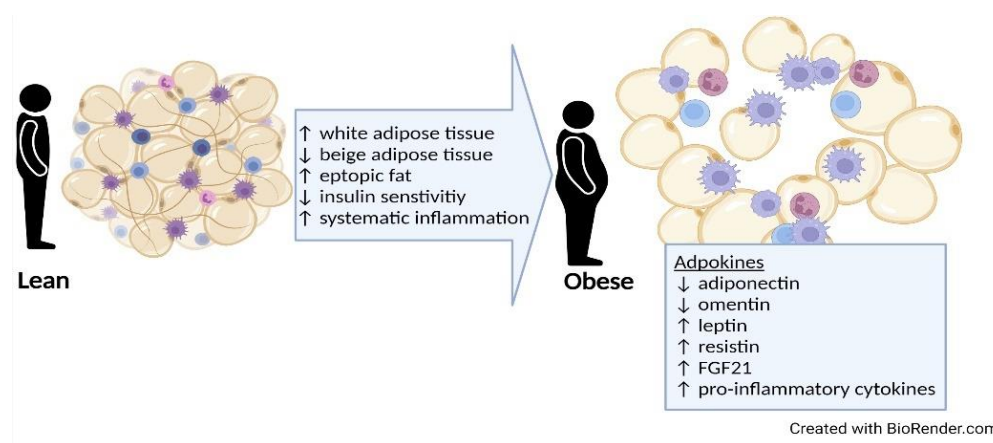 ↑ white adipose tissue
↓ beige adipose tissue
↑ eptopic fat
↓ insulin senstivitiy
↑ systematic inflammation
Lean
Obese
Adpokines
↓ adiponectin
↓ omentin
↑ leptin
↑ resistin
↑ FGF21
↑ pro-inflammatory cytokines
Created with BioRender.com